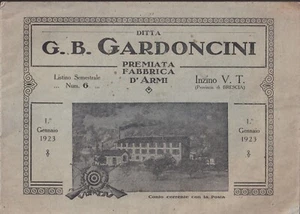 DITTA
G. B. GARDONCINI
PREMIATA
FABBRICA
D'ARMI
Listino Semestrale
Num. 6
Inzino V. T.
(Provincia di BRESCIA)
1.°
Gennaio
1923
1.°
Gennaio
1923